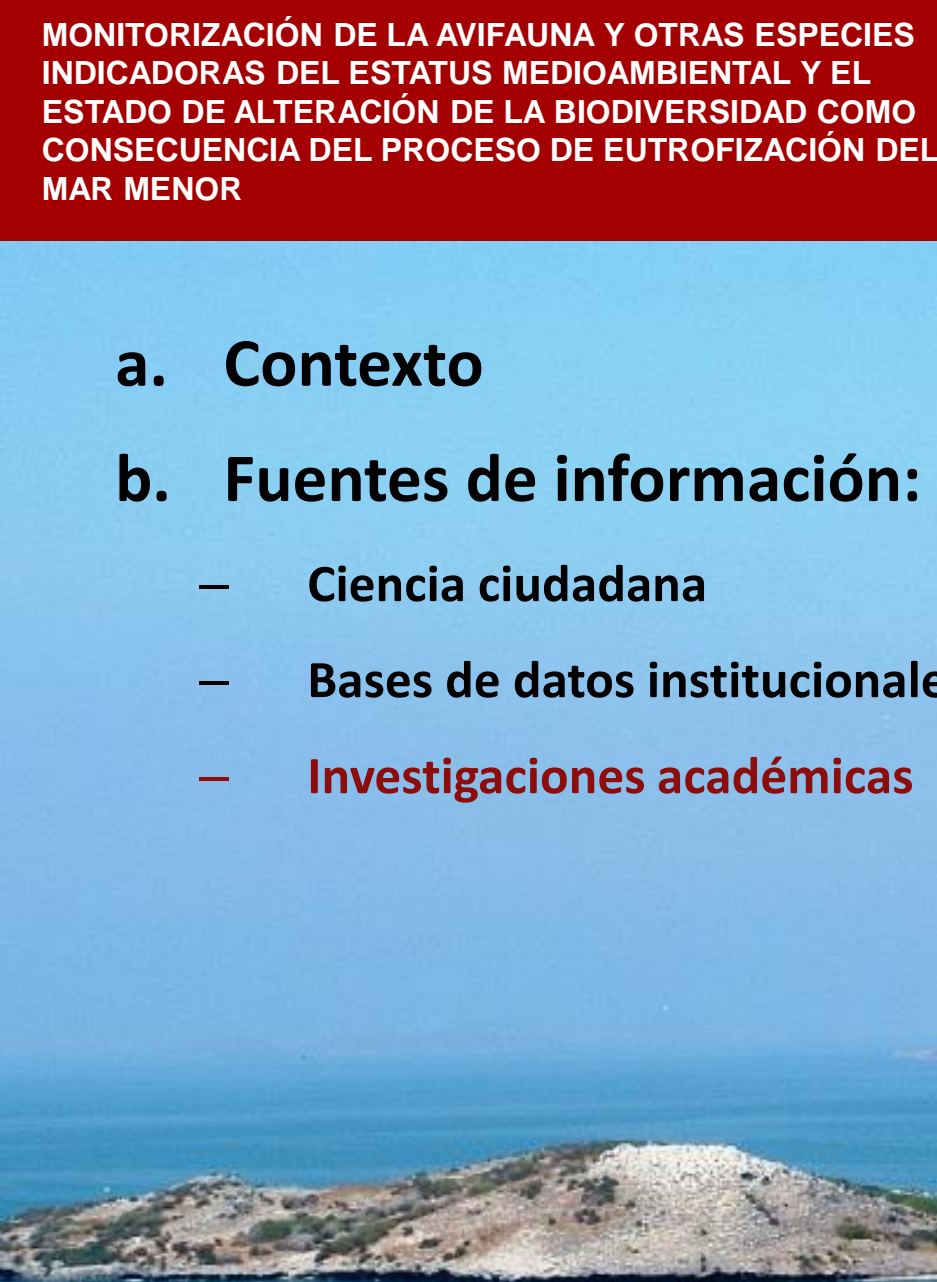 MONITORIZACIÓN DE LA AVIFAUNA Y OTRAS ESPECIES
INDICADORAS DEL ESTATUS MEDIOAMBIENTAL Y EL
ESTADO DE ALTERACIÓN DE LA BIODIVERSIDAD COMO
CONSECUENCIA DEL PROCESO DE EUTROFIZACIÓN DEL
MAR MENOR
a. Contexto
b. Fuentes de información:
– Ciencia ciudadana
– Bases de datos institucionale
– Investigaciones académicas